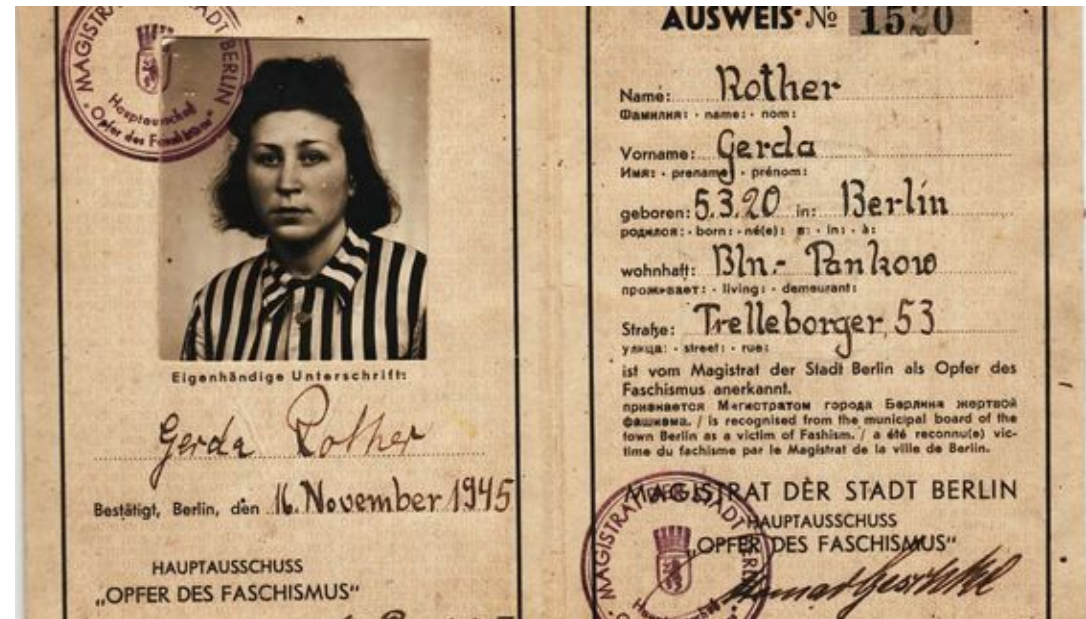 MAGISTRAT DER STADT BERLIN
Hauptausschuß
"Opfer des Faschismus"
Eigenhändige Unterschrift:
Gerda Rother
Bestätigt, Berlin, den 16. November 1945
HAUPTAUSSCHUSS
„OPFER DES FASCHISMUS“
AUSWEIS· № 1520
Name: Rother
Фамилия: · name: · nom:
Vorname: Gerda
Имя: · prename: · prénom:
geboren: 5.3.20 in: Berlin
родился: · born: · né(e): в: · in: · à:
wohnhaft: Bln.- Pankow
проживает: · living: · demeurant:
Straße: Trelleborger, 53
улица: · street: · rue:
ist vom Magistrat der Stadt Berlin als Opfer des
Faschismus anerkannt.
признается Магистратом города Берлина жертвой
фашизма. / is recognised from the municipal board of the
town Berlin as a victim of Fashism. / a été reconnu(e) vic-
time du fachisme par le Magistrat de la ville de Berlin.
MAGISTRAT DER STADT BERLIN
HAUPTAUSSCHUSS
„OPFER DES FASCHISMUS“
MAGISTRAT DER STADT BERLIN